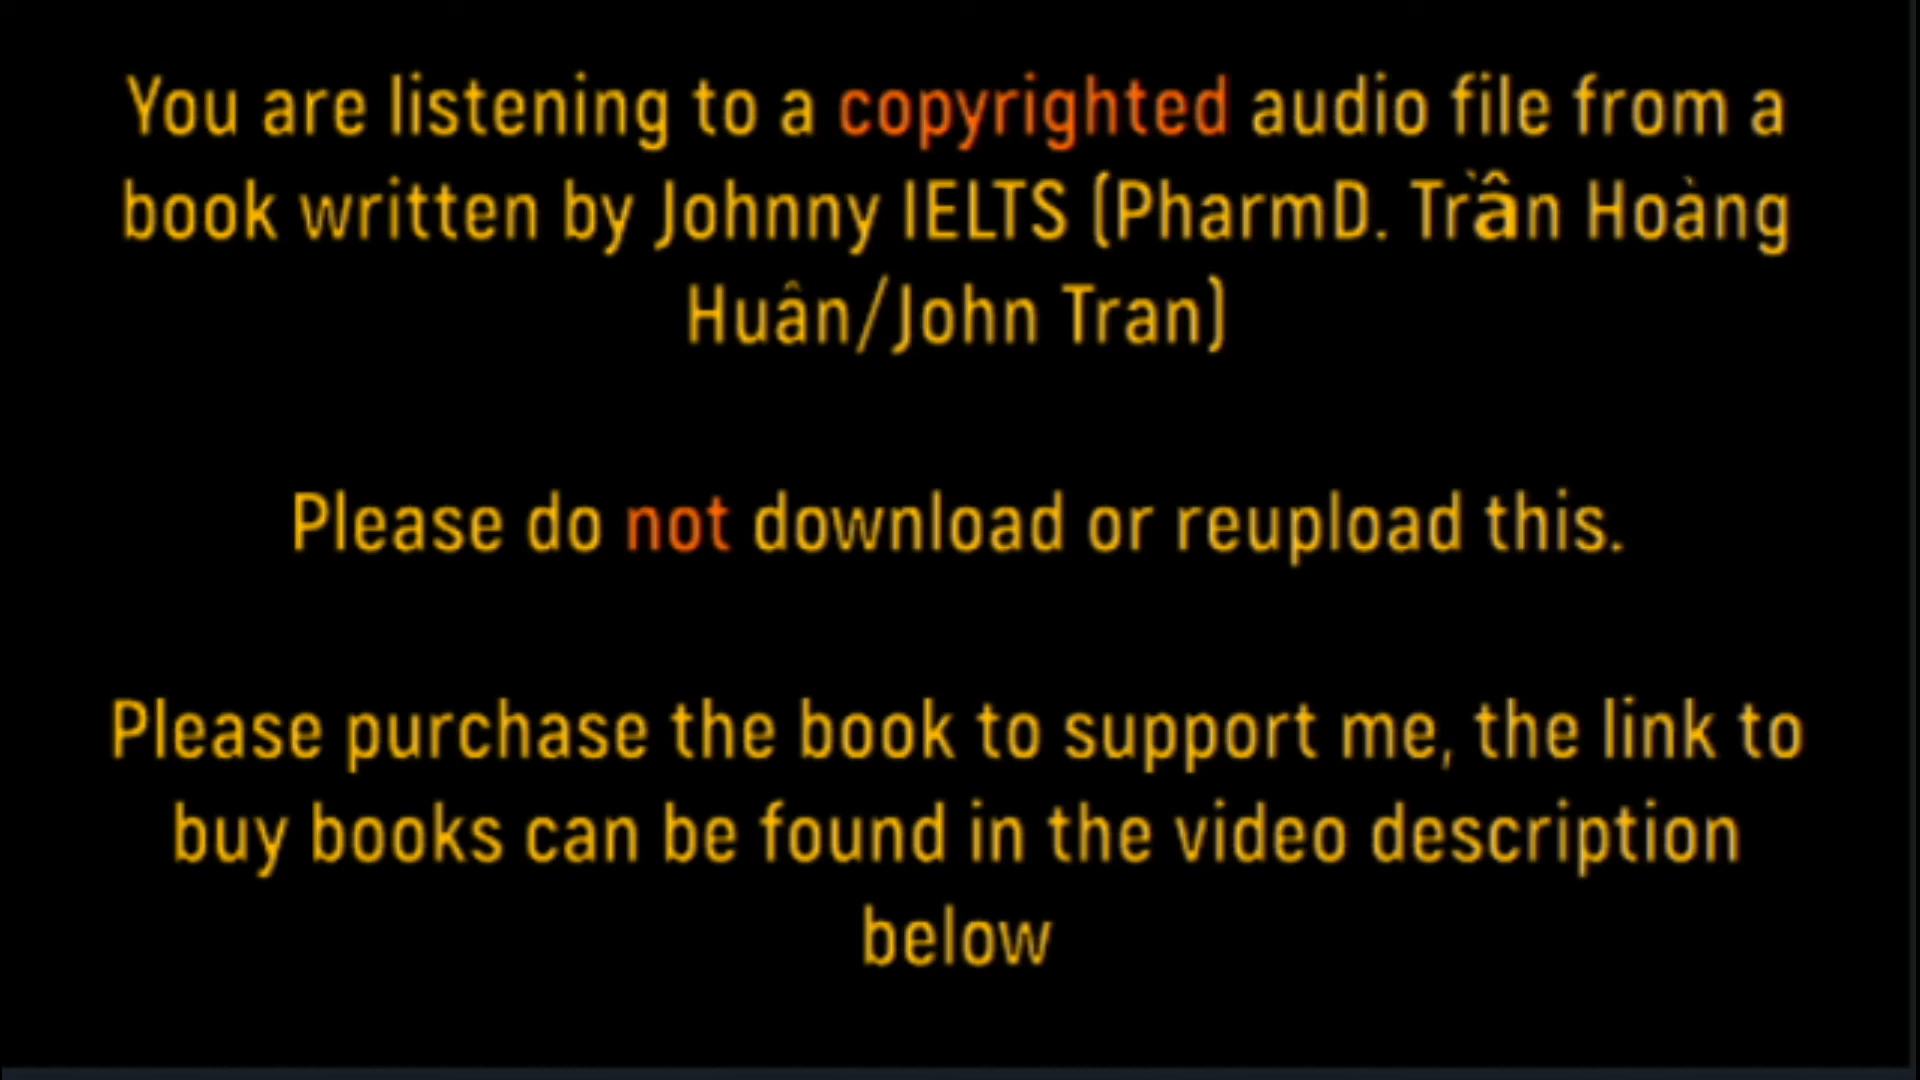 You are listening to a copyrighted audio file from a
book written by Johnny IELTS (PharmD. Trần Hoàng
Huân/John Tran)
Please do not download or reupload this.
Please purchase the book to support me, the link to
buy books can be found in the video description
below